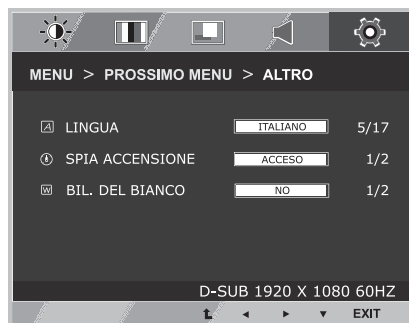 MENU > PROSSIMO MENU > ALTRO
LINGUA ITALIANO 5/17
SPIA ACCENSIONE ACCESO 1/2
W BIL. DEL BIANCO NO 1/2
D-SUB 1920 X 1080 60HZ
EXIT